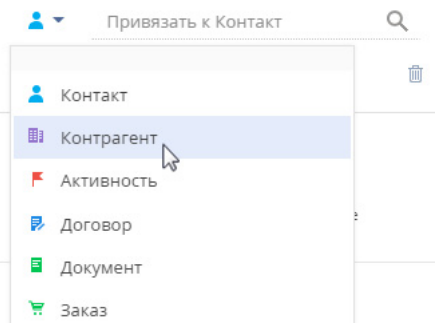 Привязать к Контакт
Контакт
Контрагент
Активность
Договор
Документ
Заказ